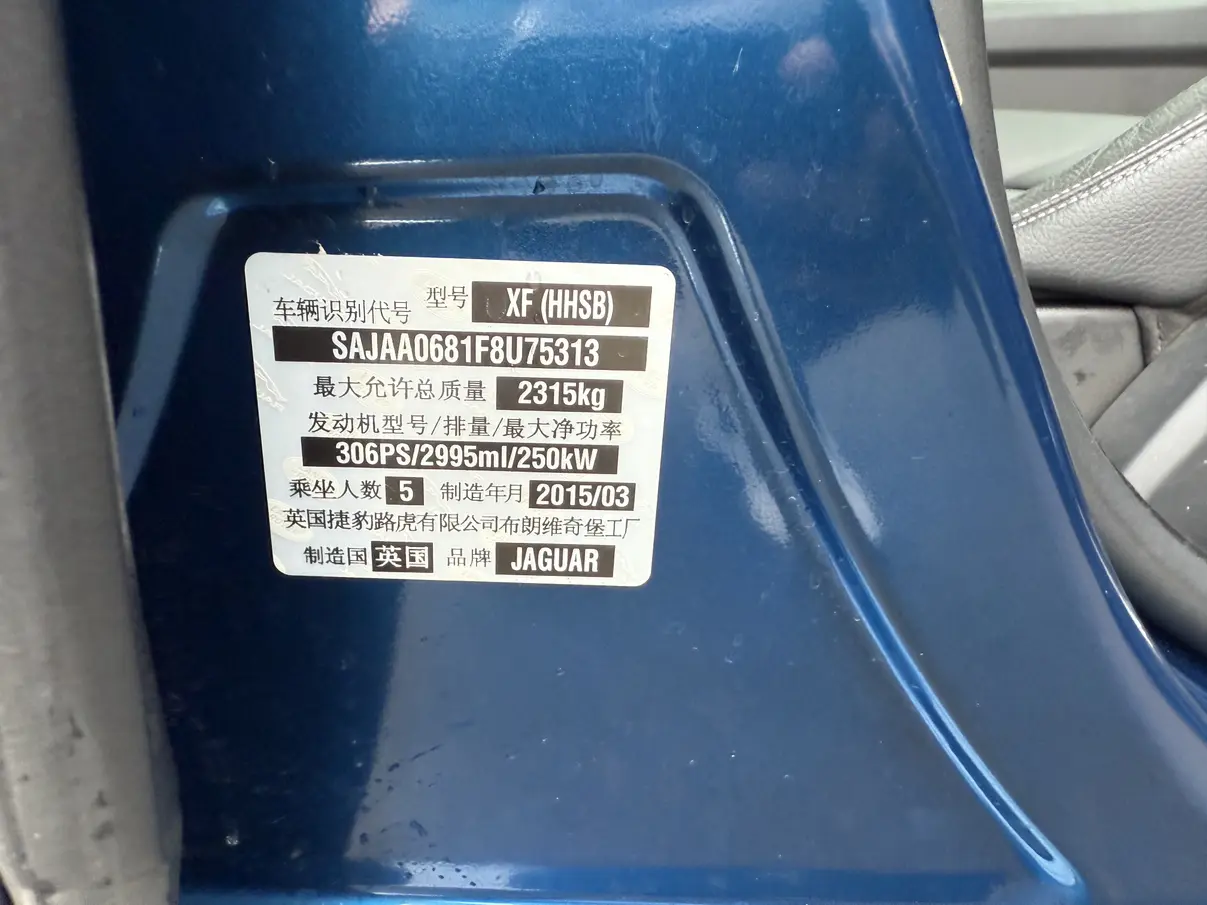 型号 XF (HHSB)
车辆识别代号
SAJAA0681F8U75313
最大允许总质量 2315kg
发动机型号/排量/最大净功率
306PS/2995ml/250kW
乘坐人数 5 制造年月 2015/03
英国捷豹路虎有限公司布朗维奇堡工厂
制造国 英国 品牌 JAGUAR